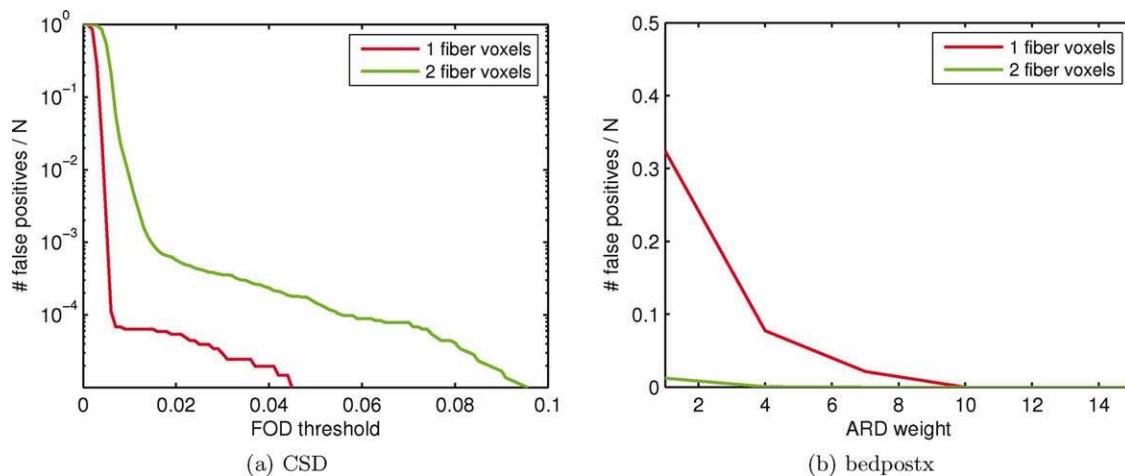 10^0
10^-1
10^-2
10^-3
10^-4
# false positives / N
1 fiber voxels
2 fiber voxels
0 0.02 0.04 0.06 0.08 0.1
FOD threshold
(a) CSD
0.5
0.4
0.3
0.2
0.1
0
# false positives / N
1 fiber voxels
2 fiber voxels
2 4 6 8 10 12 14
ARD weight
(b) bedpostx